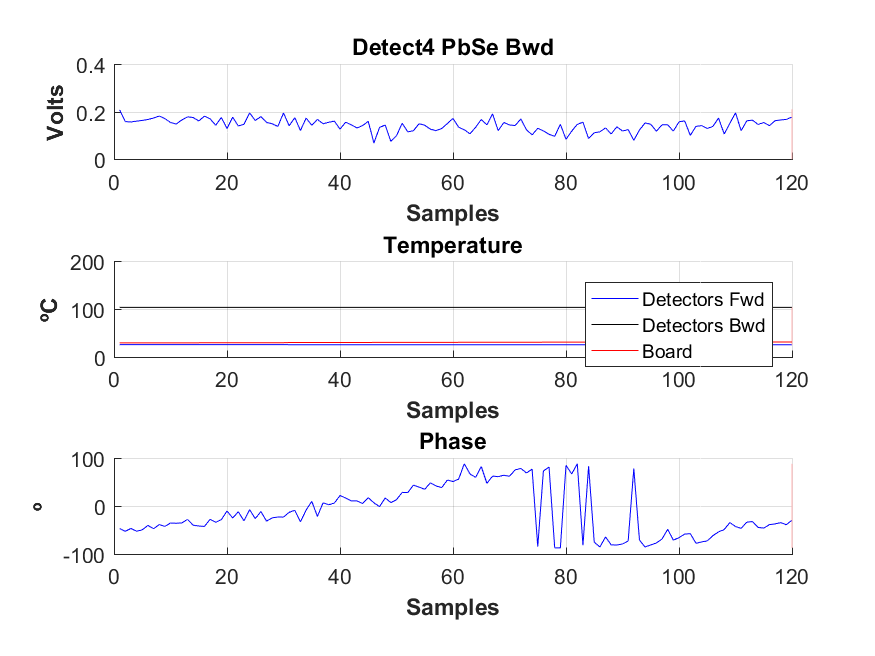 Detect4 PbSe Bwd
0.4
0.2
0
Volts
0 20 40 60 80 100 120
Samples
Temperature
200
100
0
ºC
Detectors Fwd
Detectors Bwd
Board
0 20 40 60 80 100 120
Samples
Phase
100
0
-100
º
0 20 40 60 80 100 120
Samples